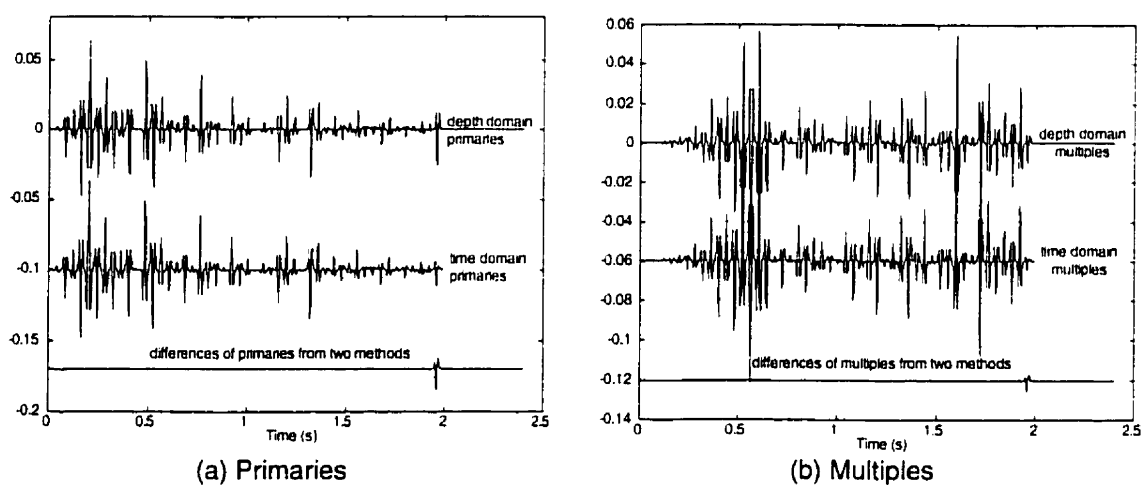 0.05
0
-0.05
-0.1
-0.15
-0.2
0
0.5
1
1.5
2
2.5
Time (s)
depth domain
primaries
time domain
primaries
differences of primaries from two methods
(a) Primaries
0.06
0.04
0.02
0
-0.02
-0.04
-0.06
-0.08
-0.1
-0.12
-0.14
0
0.5
1
1.5
2
2.5
Time (s)
depth domain
multiples
time domain
multiples
differences of multiples from two methods
(b) Multiples